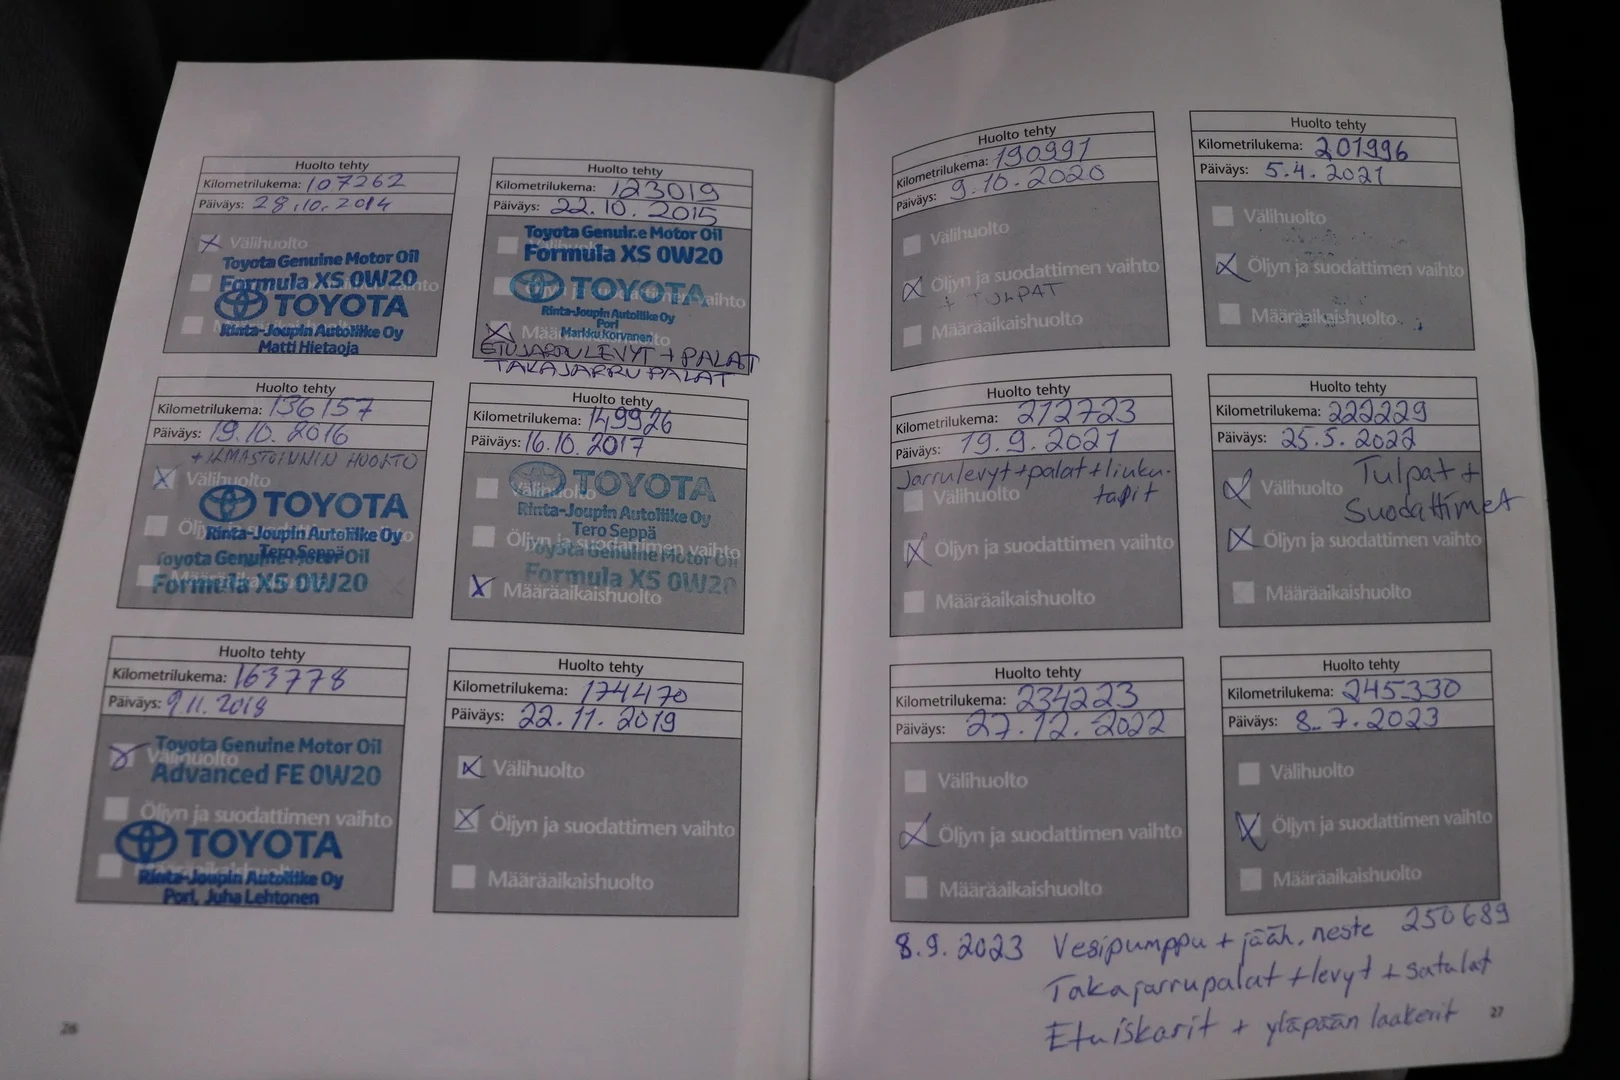 Huolto tehty
Kilometrilukema: 107262
Päiväys: 28.10.2014
Välihuolto
Toyota Genuine Motor Oil
Formula XS 0W20
TOYOTA
Rinta-Joupin Autoliike Oy
Matti Hietaoja
Huolto tehty
Kilometrilukema: 123019
Päiväys: 22.10.2015
Toyota Genuine Motor Oil
Formula XS 0W20
TOYOTA
Rinta-Joupin Autoliike Oy
Pori
Markku Korvanen
ETUJARRULEVYT + PALAT
TAKAJARRU PALAT
Huolto tehty
Kilometrilukema: 136157
Päiväys: 19.10.2016
+ ILMASTOINNIN HUOLTO
Välihuolto
TOYOTA
Rinta-Joupin Autoliike Oy
Tero Seppä
Toyota Genuine Motor Oil
Formula XS 0W20
Huolto tehty
Kilometrilukema: 149926
Päiväys: 16.10.2017
Välihuolto
TOYOTA
Rinta-Joupin Autoliike Oy
Tero Seppä
Öljyn ja suodattimen vaihto
Toyota Genuine Motor Oil
Formula XS 0W20
Määräaikaishuolto
Huolto tehty
Kilometrilukema: 163778
Päiväys: 9.11.2018
Toyota Genuine Motor Oil
Välihuolto
Advanced FE 0W20
Öljyn ja suodattimen vaihto
TOYOTA
Rinta-Joupin Autoliike Oy
Pori, Juha Lehtonen
Huolto tehty
Kilometrilukema: 174470
Päiväys: 22.11.2019
Välihuolto
Öljyn ja suodattimen vaihto
Määräaikaishuolto
26
Huolto tehty
Kilometrilukema: 190991
Päiväys: 9.10.2020
Välihuolto
Öljyn ja suodattimen vaihto
+ TULPAT
Määräaikaishuolto
Huolto tehty
Kilometrilukema: 201996
Päiväys: 5.4.2021
Välihuolto
Öljyn ja suodattimen vaihto
Määräaikaishuolto
Huolto tehty
Kilometrilukema: 212723
Päiväys: 19.9.2021
Jarrulevyt+palat+liuku-
tapit
Välihuolto
Öljyn ja suodattimen vaihto
Määräaikaishuolto
Huolto tehty
Kilometrilukema: 222229
Päiväys: 25.5.2022
Tulpat +
Välihuolto
Suodattimet
Öljyn ja suodattimen vaihto
Määräaikaishuolto
Huolto tehty
Kilometrilukema: 234223
Päiväys: 27.12.2022
Välihuolto
Öljyn ja suodattimen vaihto
Määräaikaishuolto
Huolto tehty
Kilometrilukema: 245330
Päiväys: 8.7.2023
Välihuolto
Öljyn ja suodattimen vaihto
Määräaikaishuolto
8.9.2023 Vesipumppu + jääh. neste 250689
Takajarrupalat + levyt + satulat
Etuiskarit + yläpään laakerit
27